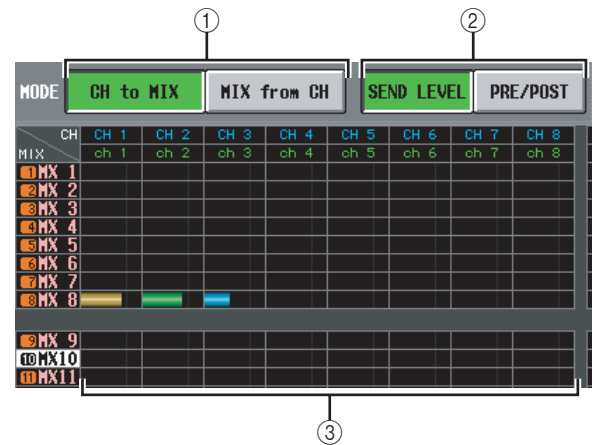 ① ②
MODE CH to MIX MIX from CH SEND LEVEL PRE/POST
CH CH 1 CH 2 CH 3 CH 4 CH 5 CH 6 CH 7 CH 8
MIX ch 1 ch 2 ch 3 ch 4 ch 5 ch 6 ch 7 ch 8
1 MX 1
2 MX 2
3 MX 3
4 MX 4
5 MX 5
6 MX 6
7 MX 7
8 MX 8
9 MX 9
10 MX10
11 MX11
③